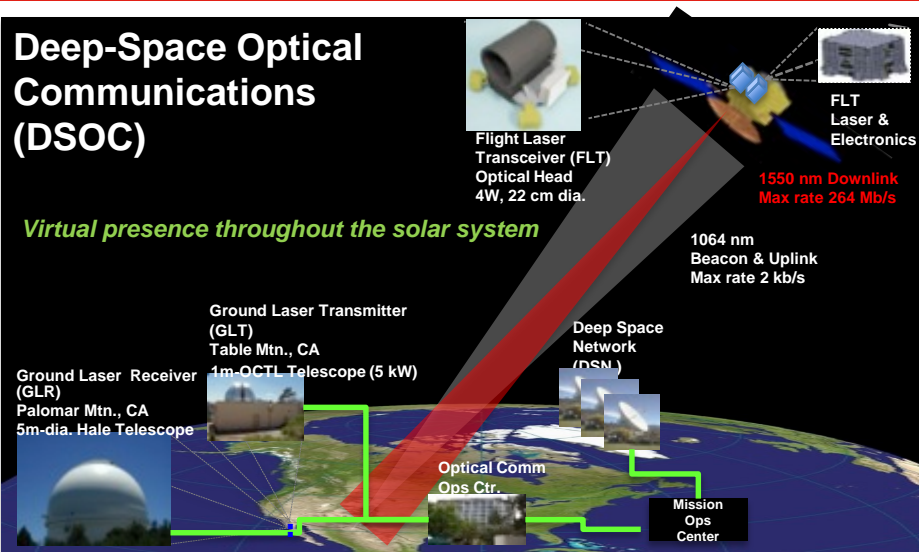 Deep-Space Optical
Communications
(DSOC)
Virtual presence throughout the solar system
Flight Laser
Transceiver (FLT)
Optical Head
4W, 22 cm dia.
FLT
Laser &
Electronics
1550 nm Downlink
Max rate 264 Mb/s
1064 nm
Beacon & Uplink
Max rate 2 kb/s
Ground Laser Transmitter
(GLT)
Table Mtn., CA
1m-OCTL Telescope (5 kW)
Ground Laser Receiver
(GLR)
Palomar Mtn., CA
5m-dia. Hale Telescope
Deep Space
Network
(DSN )
Optical Comm
Ops Ctr.
Mission
Ops
Center